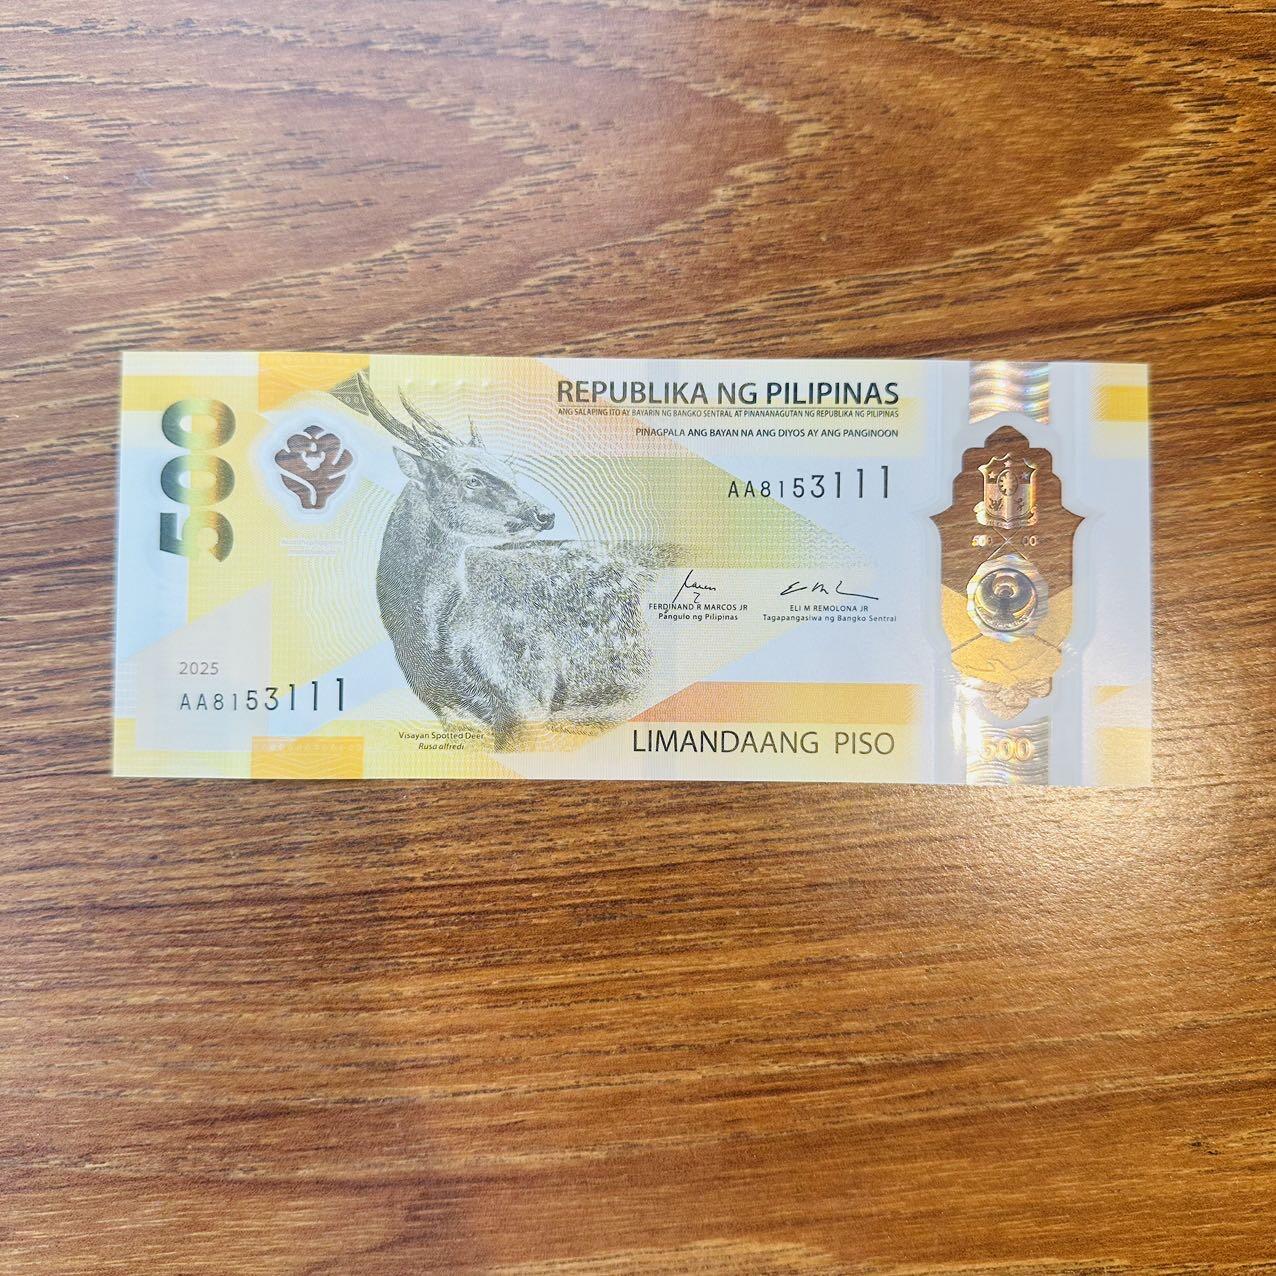 REPUBLIKA NG PILIPINAS
ANG SALAPING ITO AY BAYARIN NG BANGKO SENTRAL AT PINANANAGUTAN NG REPUBLIKA NG PILIPINAS
PINAGPALA ANG BAYAN NA ANG DIYOS AY ANG PANGINOON
500
AA8153111
500
FERDINAND R MARCOS JR
Pangulo ng Pilipinas
ELI M REMOLONA JR
Tagapangasiwa ng Bangko Sentral
2025
AA8153111
Visayan Spotted Deer
Rusa alfredi
LIMANDAANG PISO
500